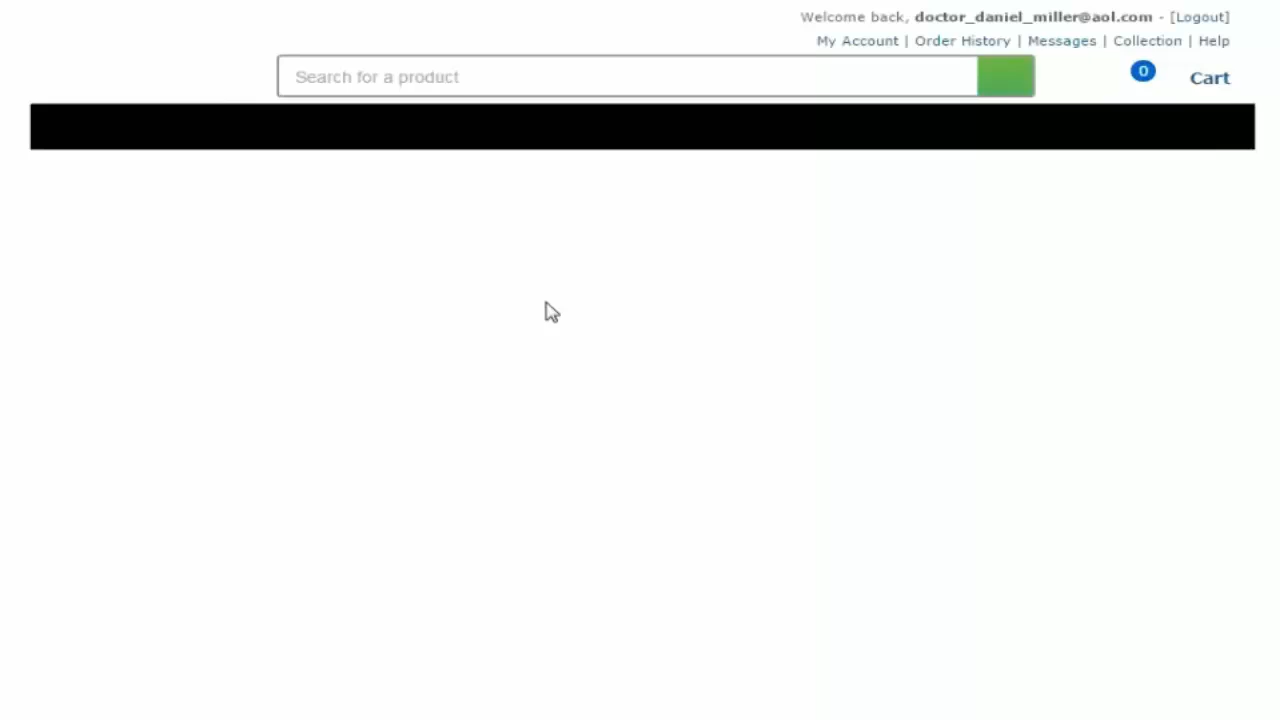 Welcome back, doctor_daniel_miller@aol.com - [Logout]
My Account | Order History | Messages | Collection | Help
Search for a product
0
Cart